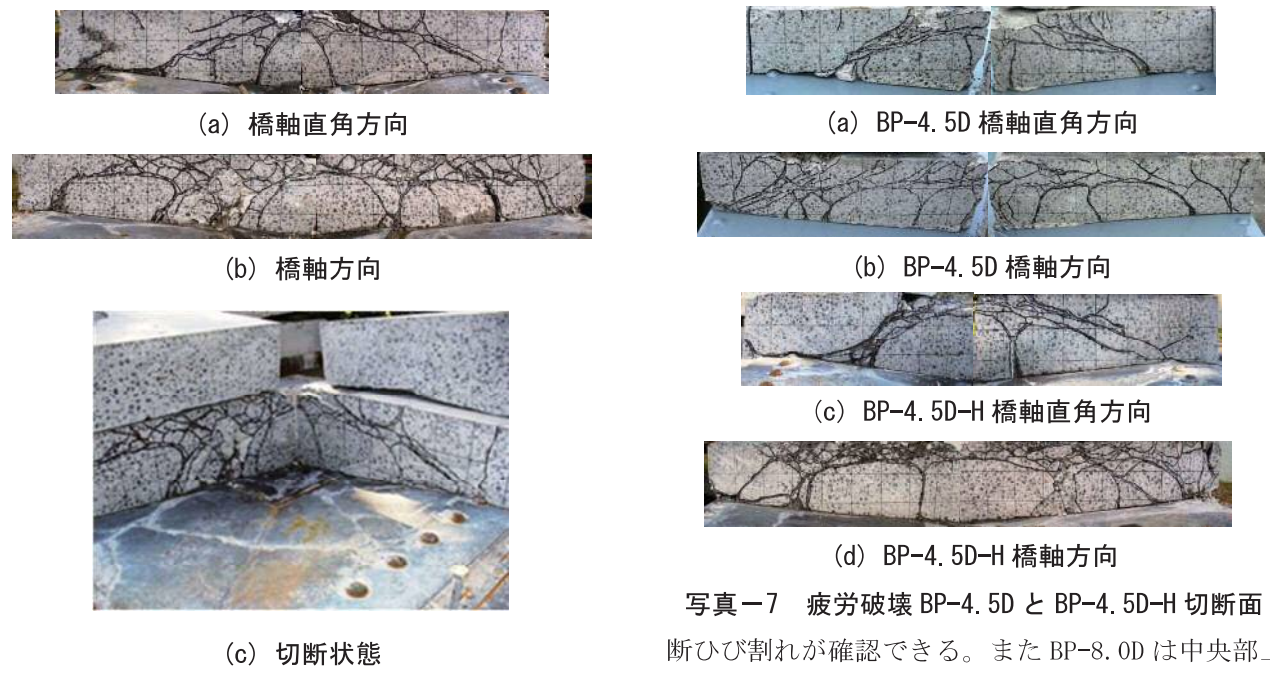 (a) 橋軸直角方向
(b) 橋軸方向
(c) 切断状態
(a) BP-4.5D 橋軸直角方向
(b) BP-4.5D 橋軸方向
(c) BP-4.5D-H 橋軸直角方向
(d) BP-4.5D-H 橋軸方向
写真－7　疲労破壊 BP-4.5D と BP-4.5D-H 切断面
断ひび割れが確認できる。また BP-8.0D は中央部